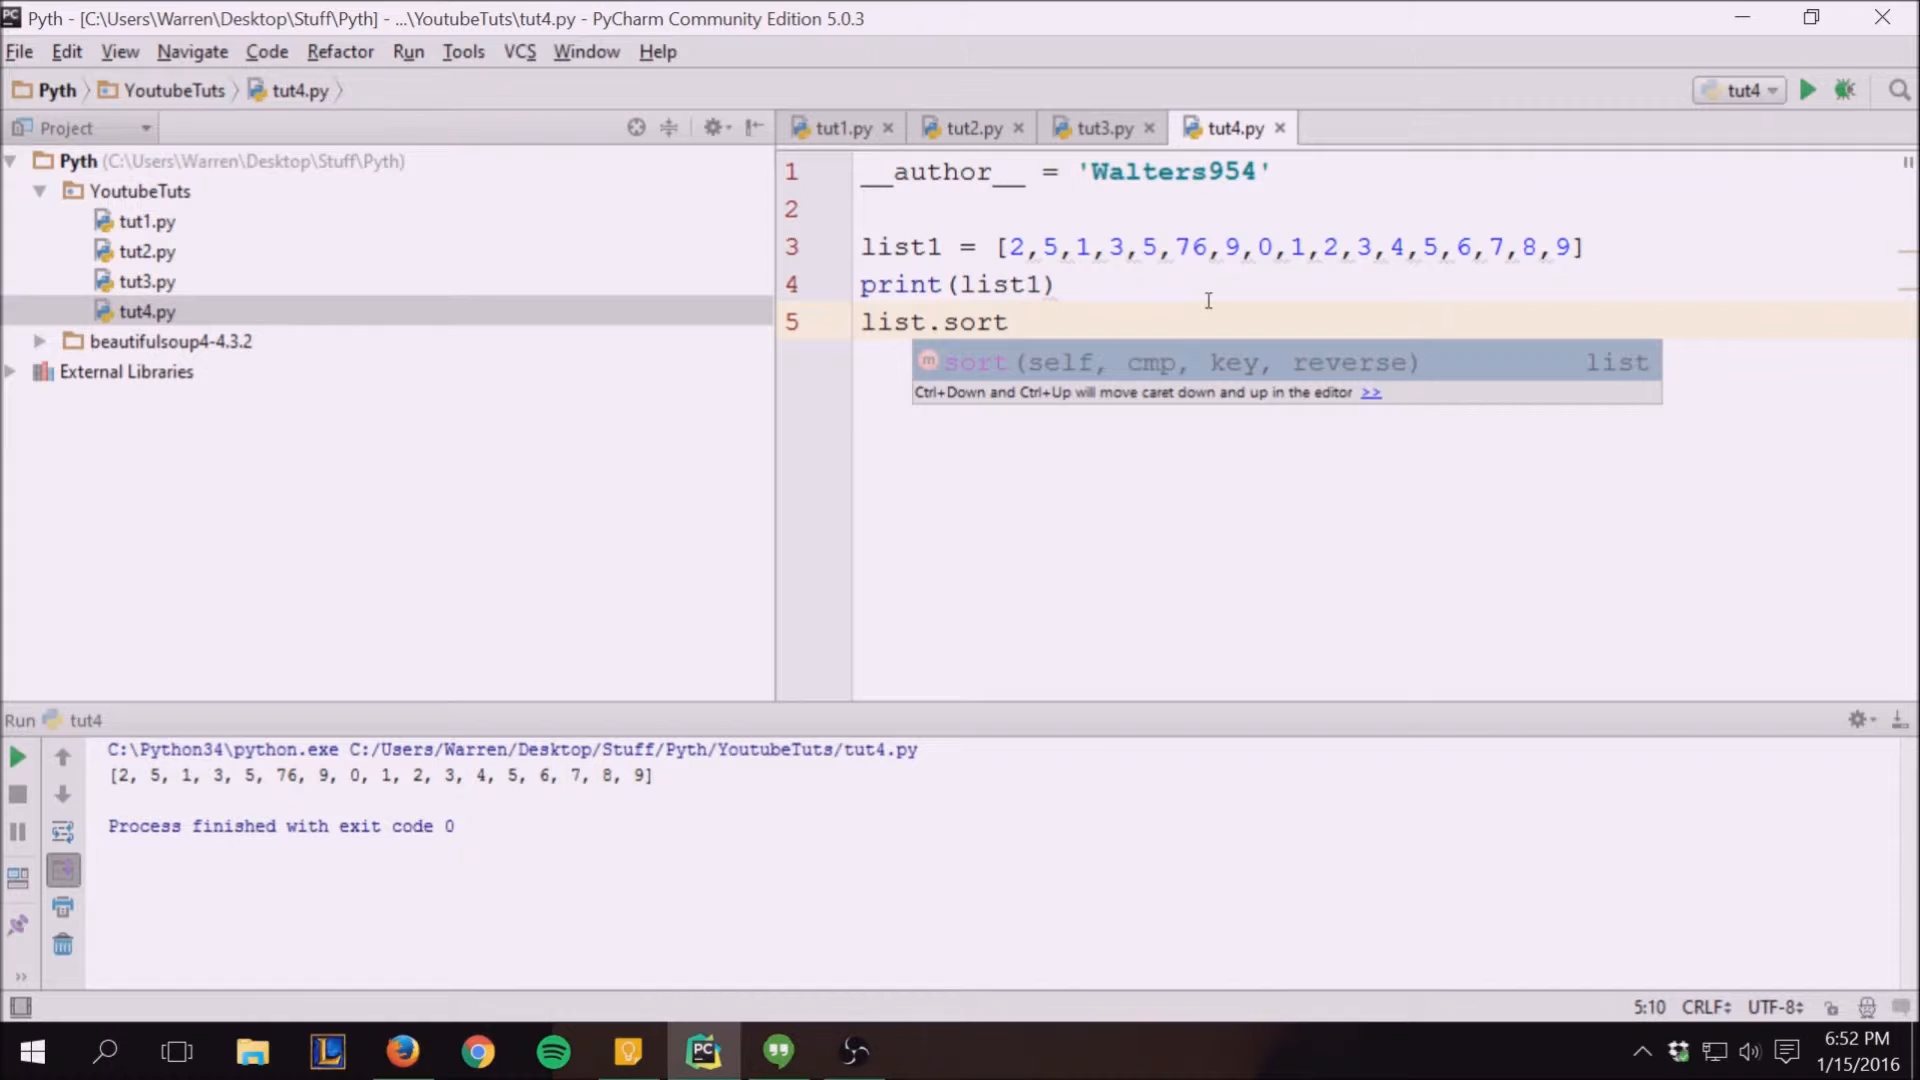 Pyth - [C:\Users\Warren\Desktop\Stuff\Pyth] - ...\YoutubeTuts\tut4.py - PyCharm Community Edition 5.0.3
File Edit View Navigate Code Refactor Run Tools VCS Window Help
Pyth YoutubeTuts tut4.py tut4
Project tut1.py tut2.py tut3.py tut4.py
Pyth (C:\Users\Warren\Desktop\Stuff\Pyth)
YoutubeTuts
tut1.py
tut2.py
tut3.py
tut4.py
beautifulsoup4-4.3.2
External Libraries
1 __author__ = 'Walters954'
2
3 list1 = [2,5,1,3,5,76,9,0,1,2,3,4,5,6,7,8,9]
4 print(list1)
5 list.sort
m sort(self, cmp, key, reverse) list
Ctrl+Down and Ctrl+Up will move caret down and up in the editor >>
Run tut4
C:\Python34\python.exe C:/Users/Warren/Desktop/Stuff/Pyth/YoutubeTuts/tut4.py
[2, 5, 1, 3, 5, 76, 9, 0, 1, 2, 3, 4, 5, 6, 7, 8, 9]
Process finished with exit code 0
5:10 CRLF UTF-8
6:52 PM
1/15/2016